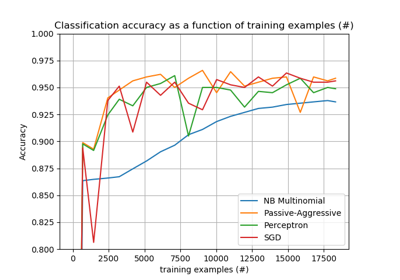 Classification accuracy as a function of training examples (#)
1.000
0.975
0.950
0.925
0.900
0.875
0.850
0.825
0.800
Accuracy
NB Multinomial
Passive-Aggressive
Perceptron
SGD
0 2500 5000 7500 10000 12500 15000 17500
training examples (#)